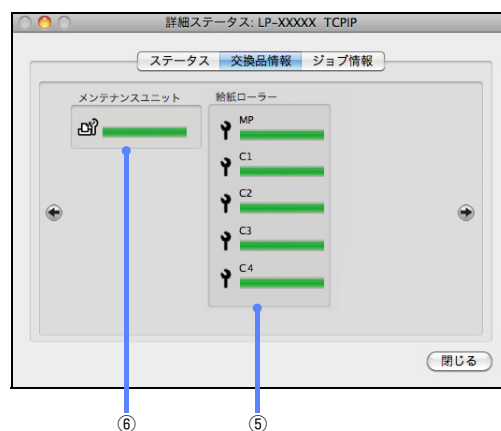 詳細ステータス: LP-XXXXX TCPIP
ステータス 交換品情報 ジョブ情報
メンテナンスユニット
給紙ローラー
MP
C1
C2
C3
C4
閉じる
⑥ ⑤